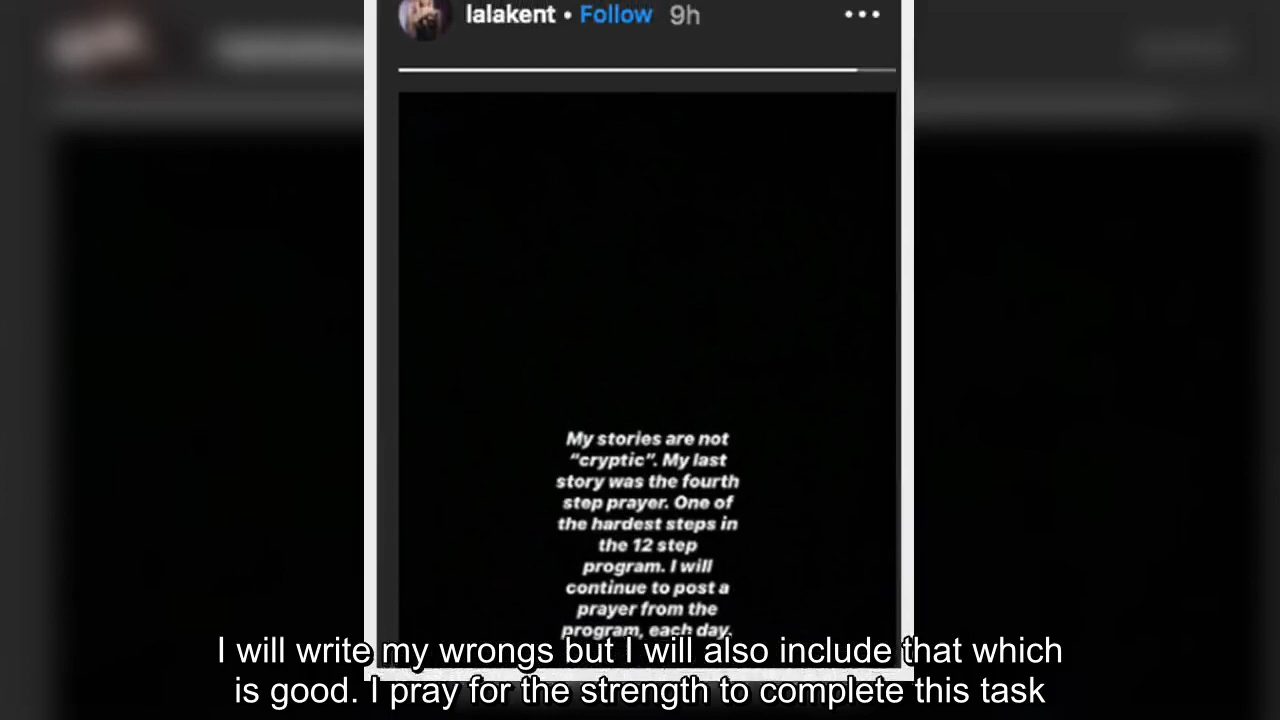 lalakent • Follow 9h
My stories are not
"cryptic". My last
story was the fourth
step prayer. One of
the hardest steps in
the 12 step
program. I will
continue to post a
prayer from the
program, each day.
I will write my wrongs but I will also include that which
is good. I pray for the strength to complete this task